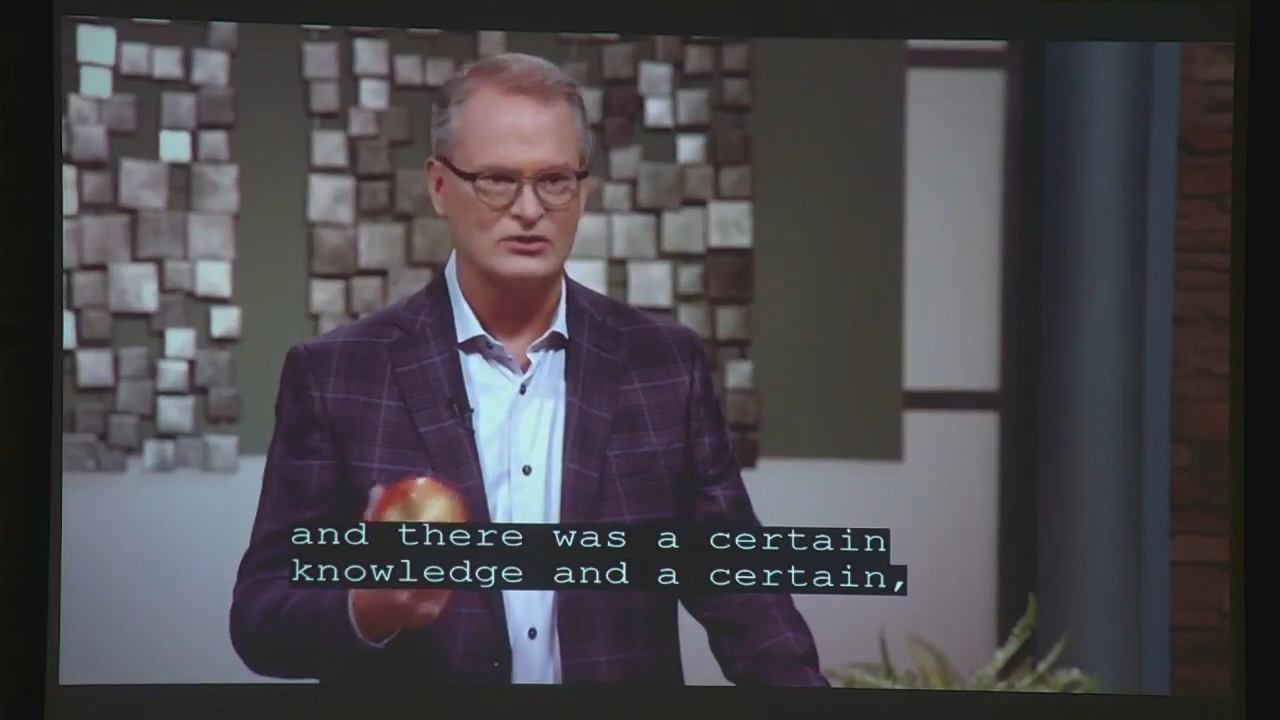 and there was a certain
knowledge and a certain,